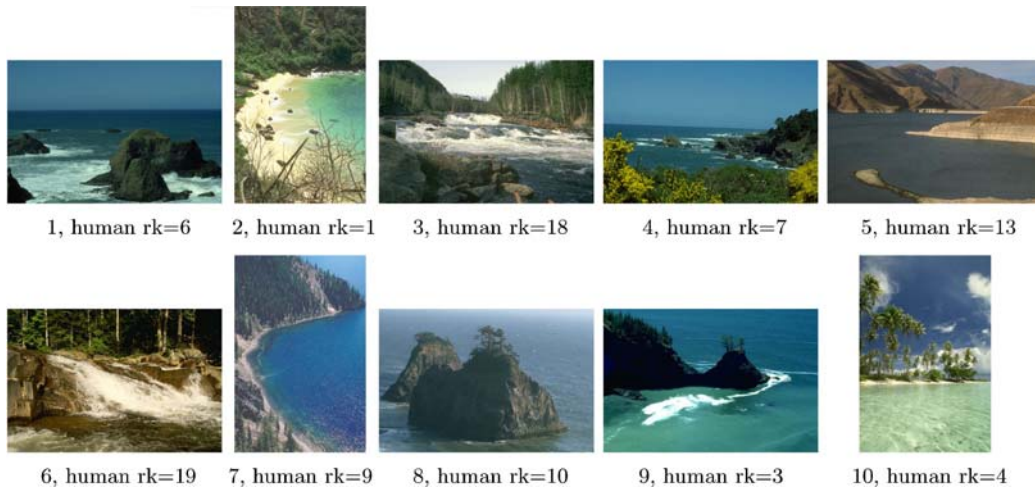 1, human rk=6
2, human rk=1
3, human rk=18
4, human rk=7
5, human rk=13
6, human rk=19
7, human rk=9
8, human rk=10
9, human rk=3
10, human rk=4